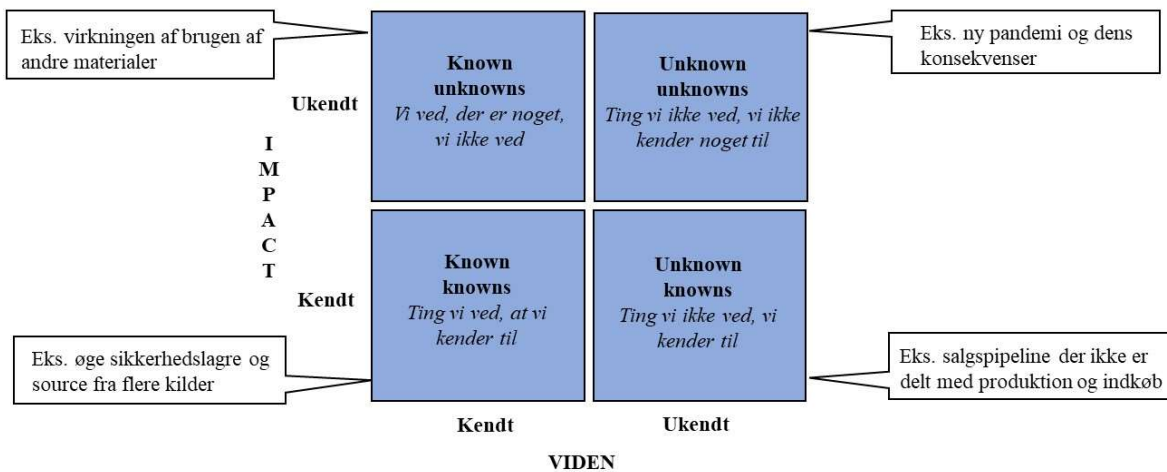 Eks. virkningen af brugen af
andre materialer
Eks. ny pandemi og dens
konsekvenser
Ukendt
Known
unknowns
Vi ved, der er noget,
vi ikke ved
Unknown
unknowns
Ting vi ikke ved, vi ikke
kender noget til
I
M
P
A
C
T
Kendt
Known
knowns
Ting vi ved, at vi
kender til
Unknown
knowns
Ting vi ikke ved, vi
kender til
Eks. øge sikkerhedslagre og
source fra flere kilder
Eks. salgspipeline der ikke er
delt med produktion og indkøb
Kendt
Ukendt
VIDEN